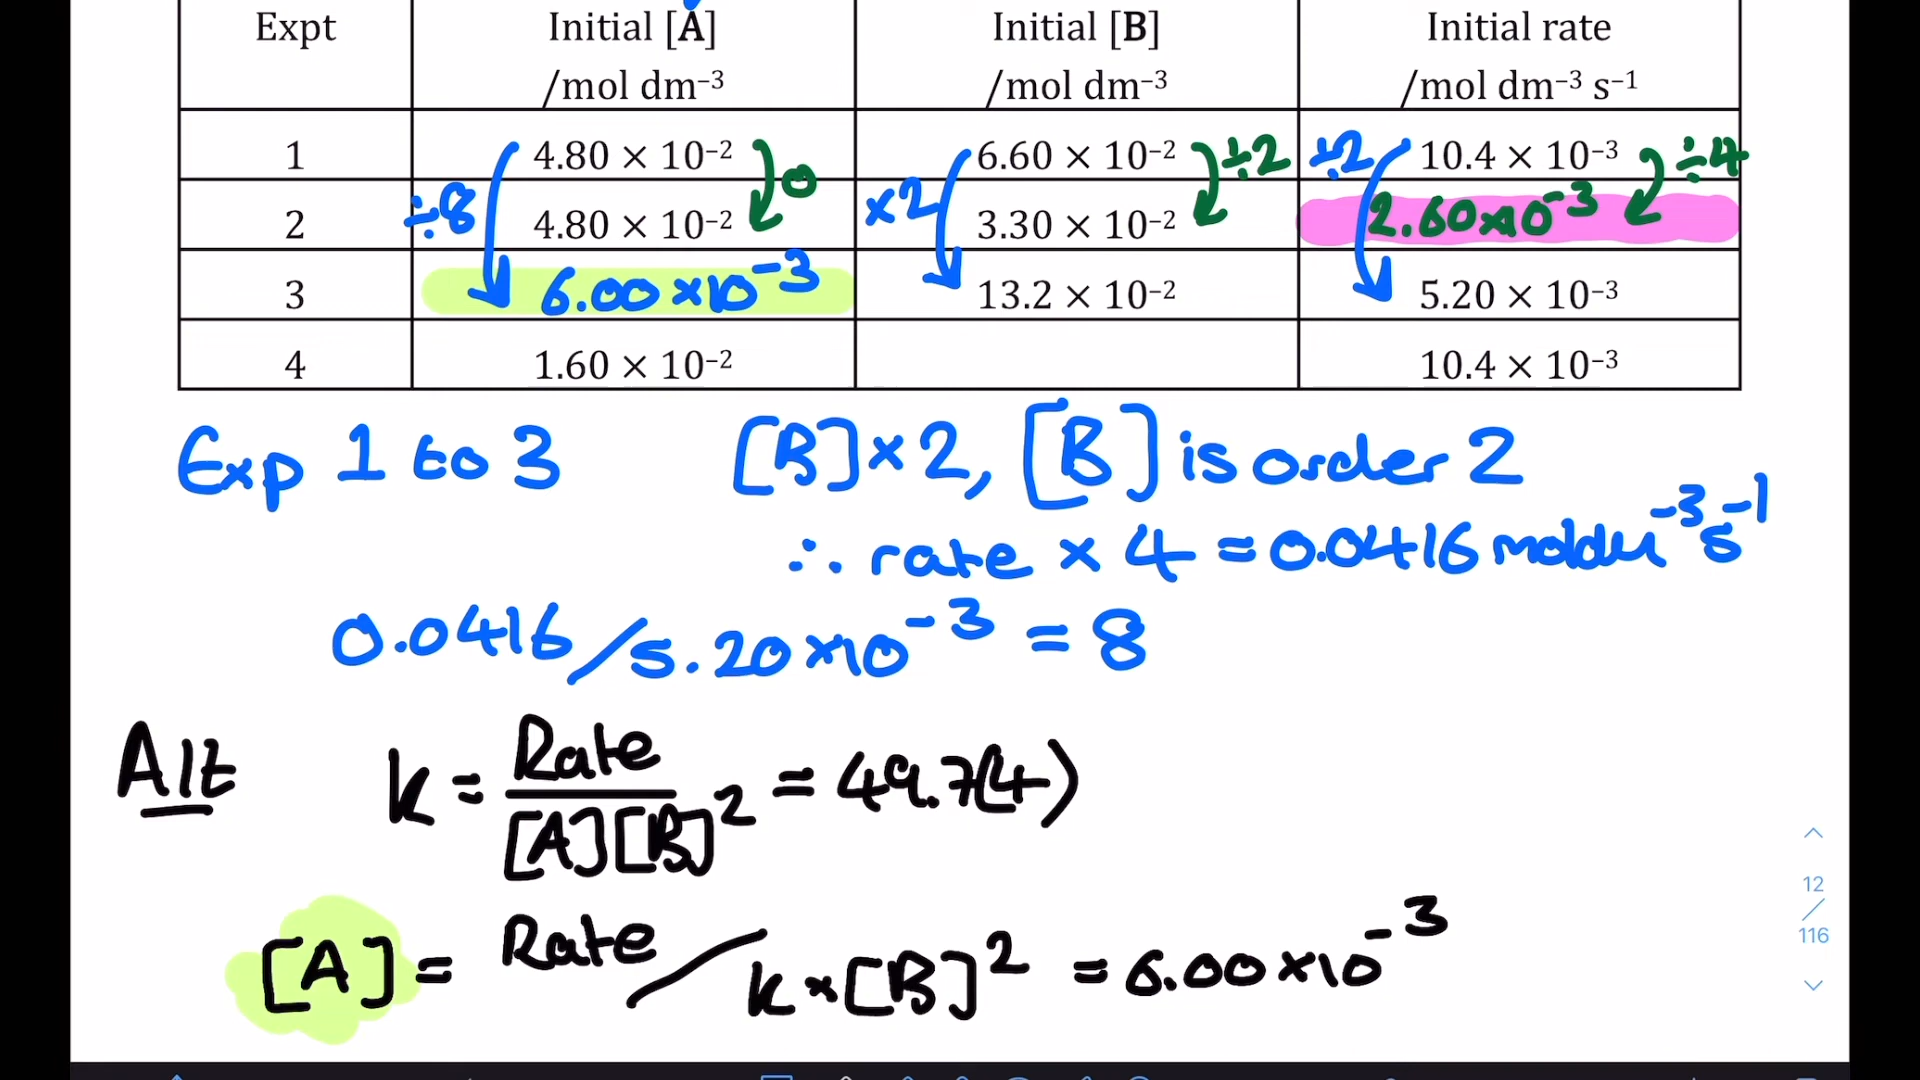 Expt Initial [A] Initial [B] Initial rate
/mol dm⁻³ /mol dm⁻³ /mol dm⁻³ s⁻¹
1 4.80 × 10⁻² 0 6.60 × 10⁻² ÷2 ÷2 10.4 × 10⁻³ ÷4
2 ÷8 4.80 × 10⁻² ×2 3.30 × 10⁻² 2.60×10⁻³
3 6.00×10⁻³ 13.2 × 10⁻² 5.20 × 10⁻³
4 1.60 × 10⁻² 10.4 × 10⁻³
Exp 1 to 3 [B]×2, [B] is order 2
∴ rate × 4 = 0.0416 moldm⁻³s⁻¹
0.0416/5.20×10⁻³ = 8
Alt k = Rate / [A][B]² = 49.7(4)
[A] = Rate / k×[B]² = 6.00×10⁻³
12
/
116